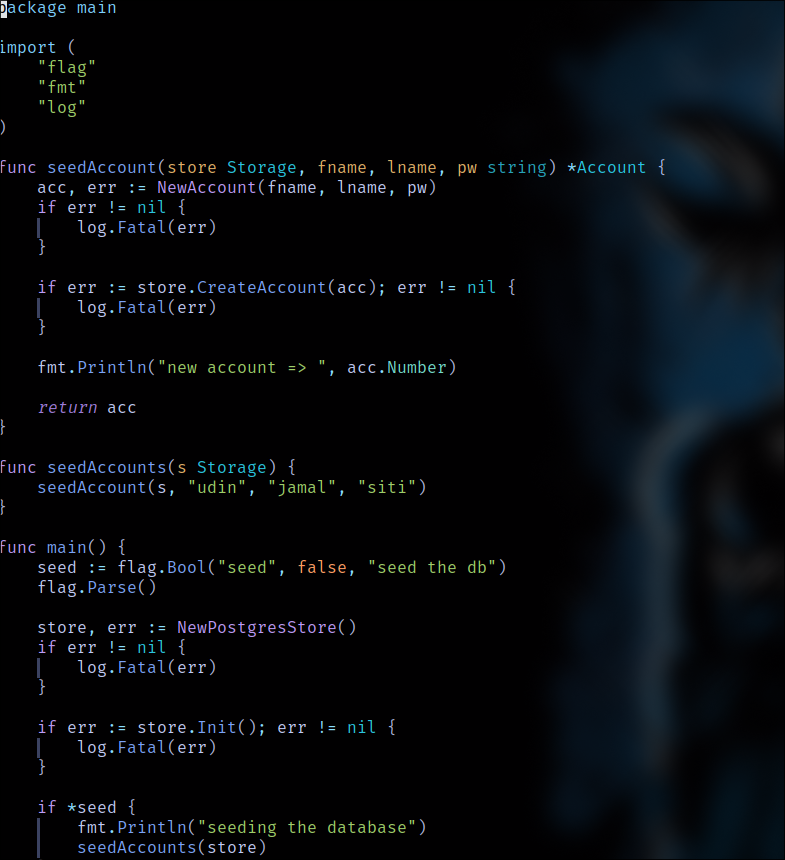 package main

import (
    "flag"
    "fmt"
    "log"
)

func seedAccount(store Storage, fname, lname, pw string) *Account {
    acc, err := NewAccount(fname, lname, pw)
    if err != nil {
        log.Fatal(err)
    }

    if err := store.CreateAccount(acc); err != nil {
        log.Fatal(err)
    }

    fmt.Println("new account => ", acc.Number)

    return acc
}

func seedAccounts(s Storage) {
    seedAccount(s, "udin", "jamal", "siti")
}

func main() {
    seed := flag.Bool("seed", false, "seed the db")
    flag.Parse()

    store, err := NewPostgresStore()
    if err != nil {
        log.Fatal(err)
    }

    if err := store.Init(); err != nil {
        log.Fatal(err)
    }

    if *seed {
        fmt.Println("seeding the database")
        seedAccounts(store)